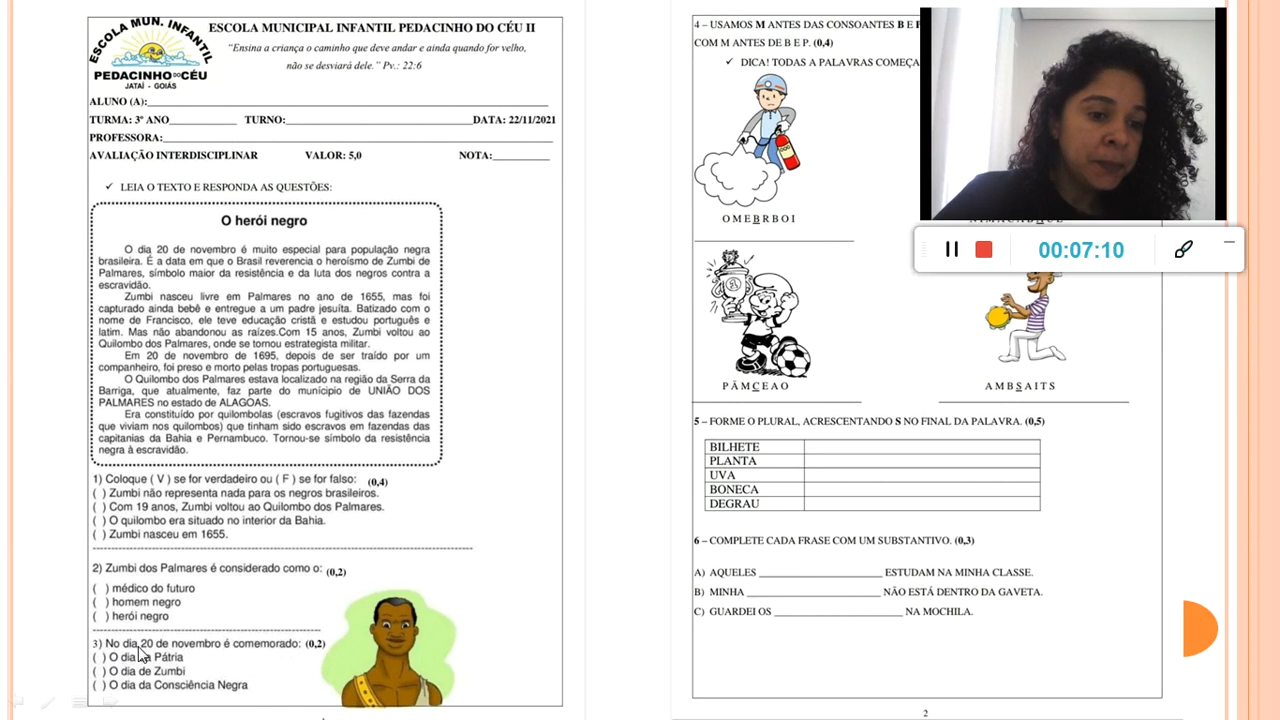 ESCOLA MUN. INFANTIL
PEDACINHO DO CÉU
JATAÍ - GOIÁS
ESCOLA MUNICIPAL INFANTIL PEDACINHO DO CÉU II
“Ensina a criança o caminho que deve andar e ainda quando for velho,
não se desviará dele.” Pv.: 22:6
ALUNO (A):
TURMA: 3º ANO TURNO: DATA: 22/11/2021
PROFESSORA:
AVALIAÇÃO INTERDISCIPLINAR VALOR: 5,0 NOTA:
✓ LEIA O TEXTO E RESPONDA AS QUESTÕES:
O herói negro
O dia 20 de novembro é muito especial para população negra
brasileira. É a data em que o Brasil reverencia o heroísmo de Zumbi de
Palmares, símbolo maior da resistência e da luta dos negros contra a
escravidão.
Zumbi nasceu livre em Palmares no ano de 1655, mas foi
capturado ainda bebê e entregue a um padre jesuíta. Batizado com o
nome de Francisco, ele teve educação cristã e estudou português e
latim. Mas não abandonou as raízes.Com 15 anos, Zumbi voltou ao
Quilombo dos Palmares, onde se tornou estrategista militar.
Em 20 de novembro de 1695, depois de ser traído por um
companheiro, foi preso e morto pelas tropas portuguesas.
O Quilombo dos Palmares estava localizado na região da Serra da
Barriga, que atualmente, faz parte do município de UNIÃO DOS
PALMARES no estado de ALAGOAS.
Era constituído por quilombolas (escravos fugitivos das fazendas
que viviam nos quilombos) que tinham sido escravos em fazendas das
capitanias da Bahia e Pernambuco. Tornou-se símbolo da resistência
negra à escravidão.
1) Coloque ( V ) se for verdadeiro ou ( F ) se for falso: (0,4)
( ) Zumbi não representa nada para os negros brasileiros.
( ) Com 19 anos, Zumbi voltou ao Quilombo dos Palmares.
( ) O quilombo era situado no interior da Bahia.
( ) Zumbi nasceu em 1655.
2) Zumbi dos Palmares é considerado como o: (0,2)
( ) médico do futuro
( ) homem negro
( ) herói negro
3) No dia 20 de novembro é comemorado: (0,2)
( ) O dia da Pátria
( ) O dia de Zumbi
( ) O dia da Consciência Negra
4 – USAMOS M ANTES DAS CONSOANTES B E P
COM M ANTES DE B E P. (0,4)
✓ DICA! TODAS A PALAVRAS COMEÇA
OMEBRBOI
PÃMCEAO
AMBSAITS
5 – FORME O PLURAL, ACRESCENTANDO S NO FINAL DA PALAVRA. (0,5)
BILHETE
PLANTA
UVA
BONECA
DEGRAU
6 – COMPLETE CADA FRASE COM UM SUBSTANTIVO. (0,3)
A) AQUELES ESTUDAM NA MINHA CLASSE.
B) MINHA NÃO ESTÁ DENTRO DA GAVETA.
C) GUARDEI OS NA MOCHILA.
2
00:07:10